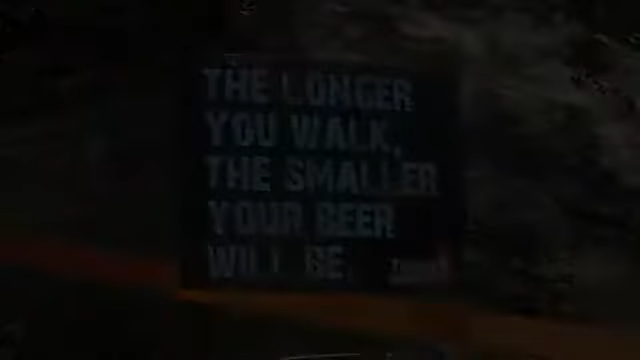 THE LONGER
YOU WALK,
THE SMALLER
YOUR BEER
WILL BE.